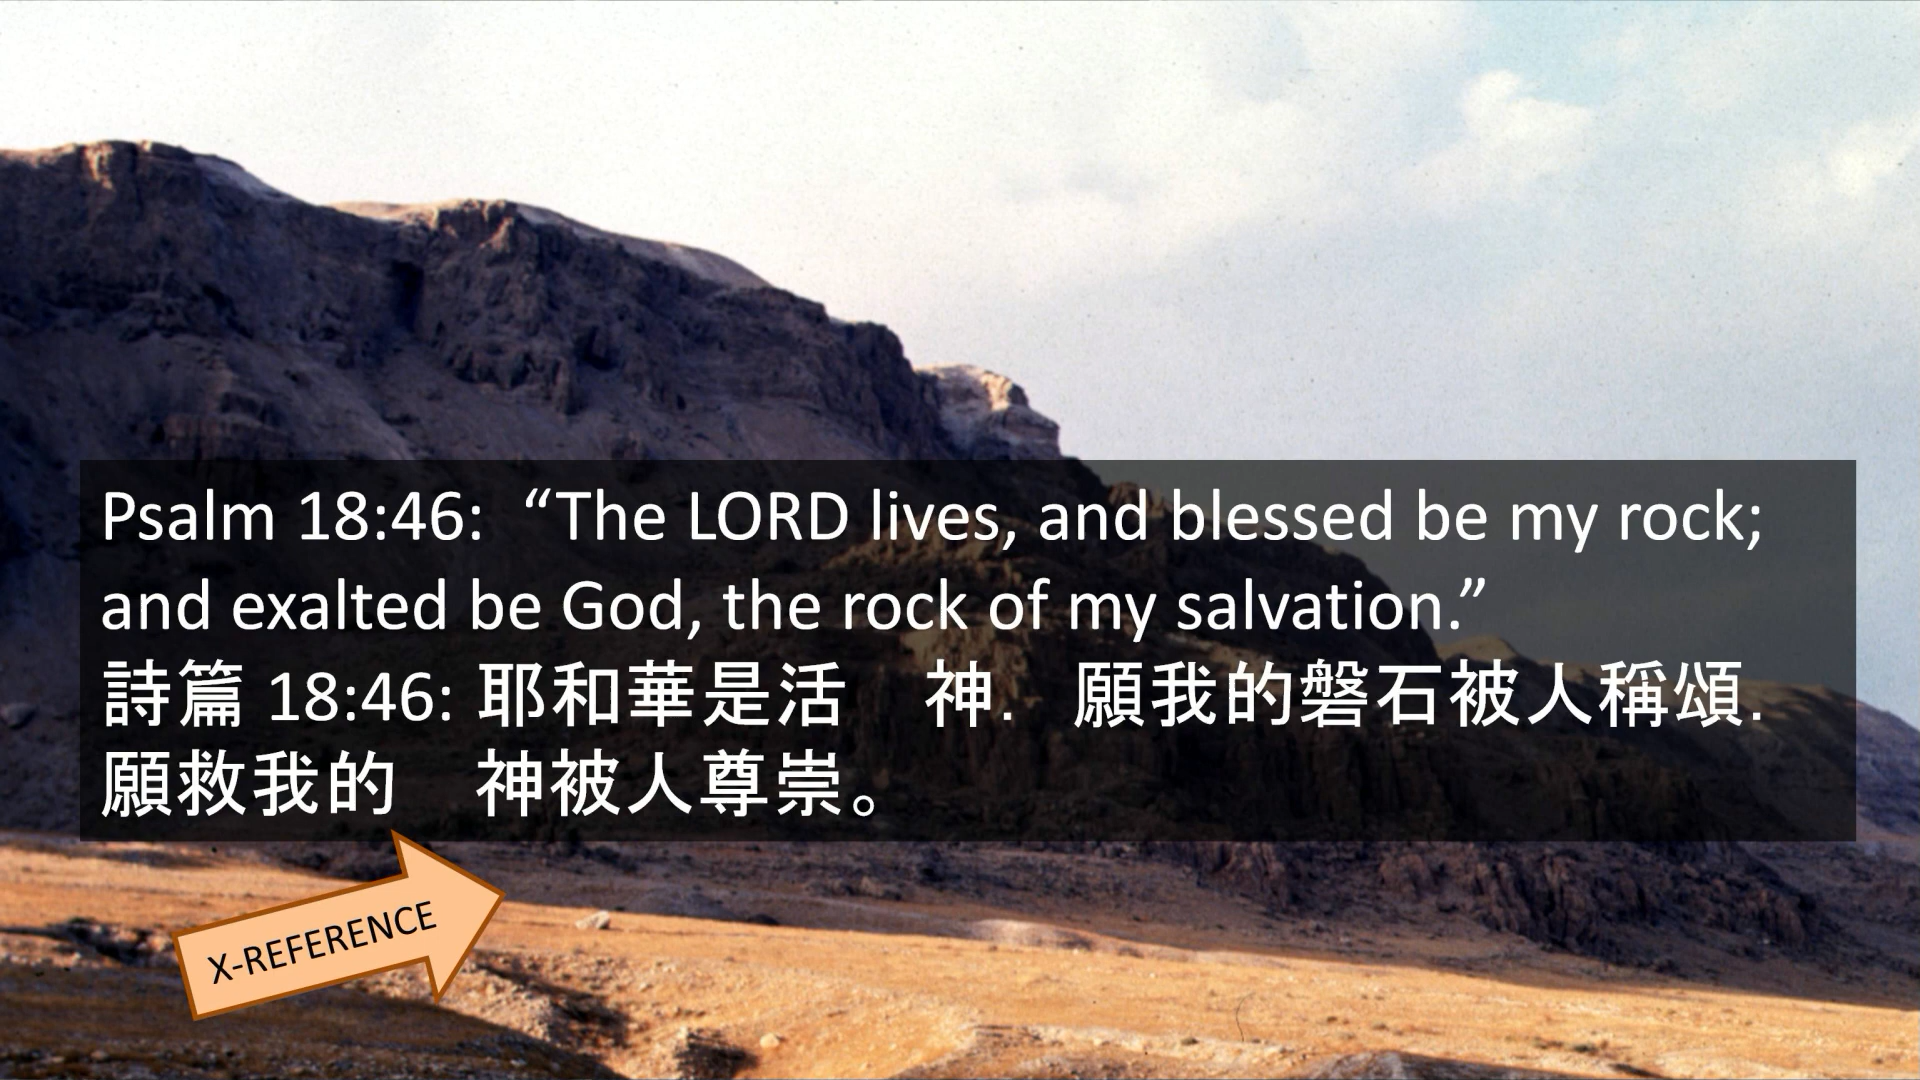 Psalm 18:46:  “The LORD lives, and blessed be my rock;
and exalted be God, the rock of my salvation.”
詩篇 18:46: 耶和華是活　神.  願我的磐石被人稱頌.
願救我的　神被人尊崇。
X-REFERENCE